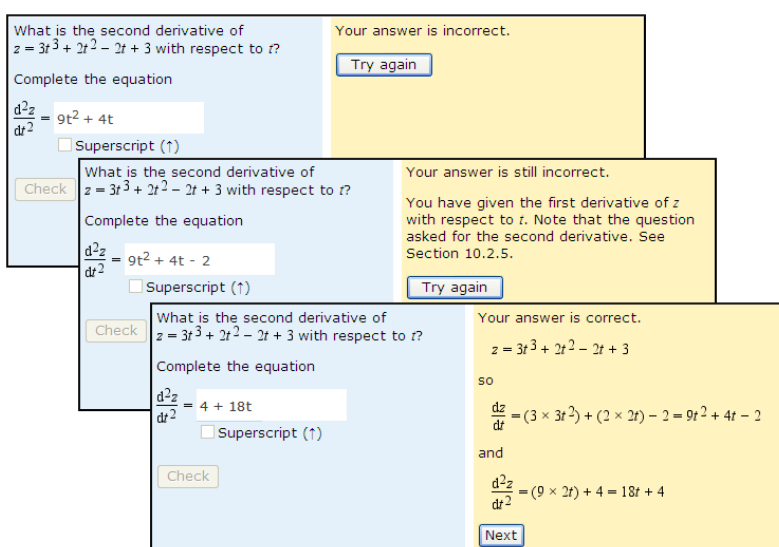 What is the second derivative of
z = 3t³ + 2t² − 2t + 3 with respect to t?
Complete the equation
d²z/dt² = 9t² + 4t
Superscript (↑)
Check
Your answer is incorrect.
Try again
What is the second derivative of
z = 3t³ + 2t² − 2t + 3 with respect to t?
Complete the equation
d²z/dt² = 9t² + 4t - 2
Superscript (↑)
Check
Your answer is still incorrect.
You have given the first derivative of z
with respect to t. Note that the question
asked for the second derivative. See
Section 10.2.5.
Try again
What is the second derivative of
z = 3t³ + 2t² − 2t + 3 with respect to t?
Complete the equation
d²z/dt² = 4 + 18t
Superscript (↑)
Check
Your answer is correct.
z = 3t³ + 2t² − 2t + 3
so
dz/dt = (3 × 3t²) + (2 × 2t) − 2 = 9t² + 4t − 2
and
d²z/dt² = (9 × 2t) + 4 = 18t + 4
Next